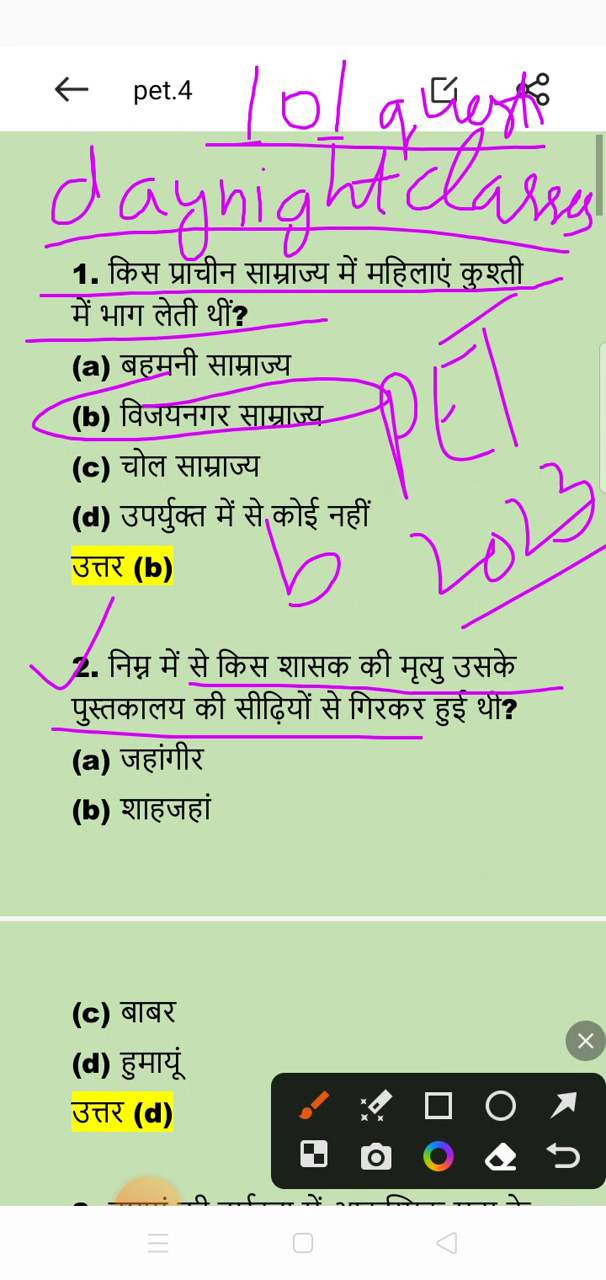 pet.4
101 quest
daynightclasses
1. किस प्राचीन साम्राज्य में महिलाएं कुश्ती
में भाग लेती थीं?
(a) बहमनी साम्राज्य
(b) विजयनगर साम्राज्य
(c) चोल साम्राज्य
(d) उपर्युक्त में से कोई नहीं
उत्तर (b)
PET
2023
b
2. निम्न में से किस शासक की मृत्यु उसके
पुस्तकालय की सीढ़ियों से गिरकर हुई थी?
(a) जहांगीर
(b) शाहजहां
(c) बाबर
(d) हुमायूं
उत्तर (d)